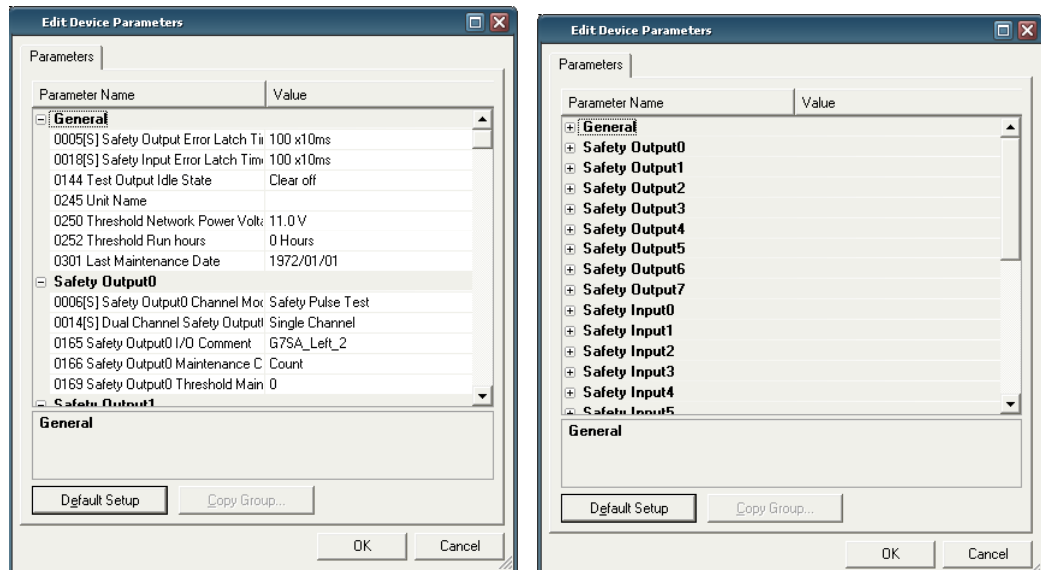 Edit Device Parameters
Parameters
Parameter Name Value
General
0005[S] Safety Output Error Latch Ti 100 x10ms
0018[S] Safety Input Error Latch Tim 100 x10ms
0144 Test Output Idle State Clear off
0245 Unit Name
0250 Threshold Network Power Volta 11.0 V
0252 Threshold Run hours 0 Hours
0301 Last Maintenance Date 1972/01/01
Safety Output0
0006[S] Safety Output0 Channel Moc Safety Pulse Test
0014[S] Dual Channel Safety Output Single Channel
0165 Safety Output0 I/O Comment G7SA_Left_2
0166 Safety Output0 Maintenance C Count
0169 Safety Output0 Threshold Main 0
Safety Output1
General
Default Setup Copy Group...
OK Cancel
Edit Device Parameters
Parameters
Parameter Name Value
General
Safety Output0
Safety Output1
Safety Output2
Safety Output3
Safety Output4
Safety Output5
Safety Output6
Safety Output7
Safety Input0
Safety Input1
Safety Input2
Safety Input3
Safety Input4
Safety Input5
General
Default Setup Copy Group...
OK Cancel